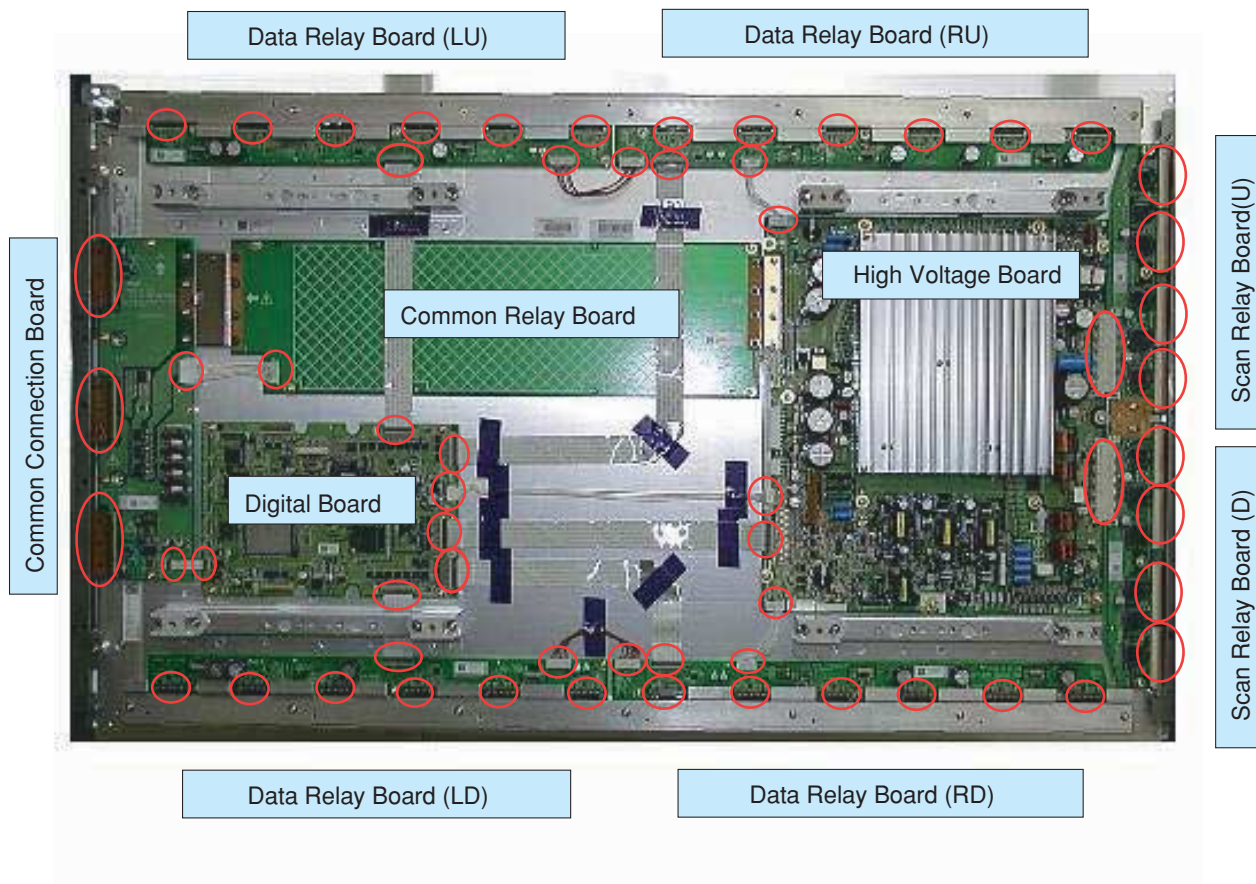 Data Relay Board (LU)
Data Relay Board (RU)
Scan Relay Board(U)
Common Connection Board
High Voltage Board
Common Relay Board
Digital Board
Scan Relay Board (D)
Data Relay Board (LD)
Data Relay Board (RD)